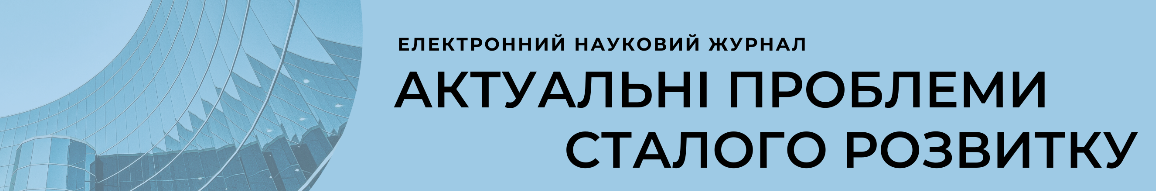 ЕЛЕКТРОННИЙ НАУКОВИЙ ЖУРНАЛ
АКТУАЛЬНІ ПРОБЛЕМИ
СТАЛОГО РОЗВИТКУ